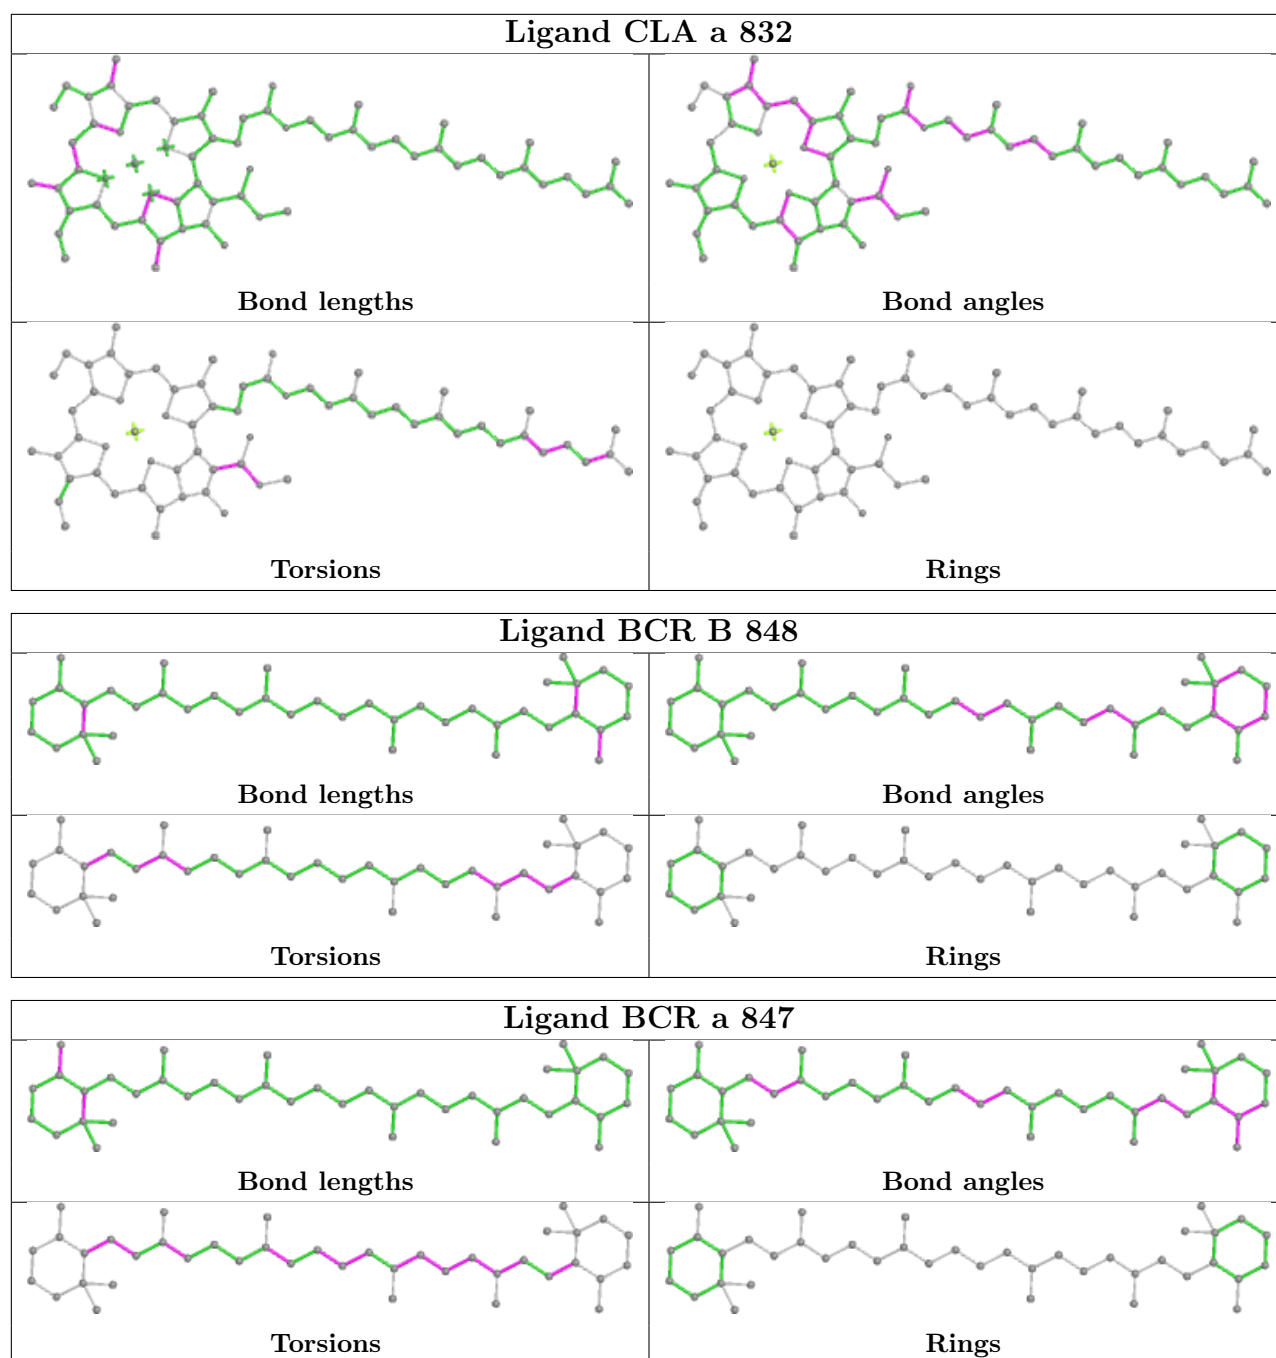 Ligand CLA a 832
Bond lengths
Bond angles
Torsions
Rings
Ligand BCR B 848
Bond lengths
Bond angles
Torsions
Rings
Ligand BCR a 847
Bond lengths
Bond angles
Torsions
Rings